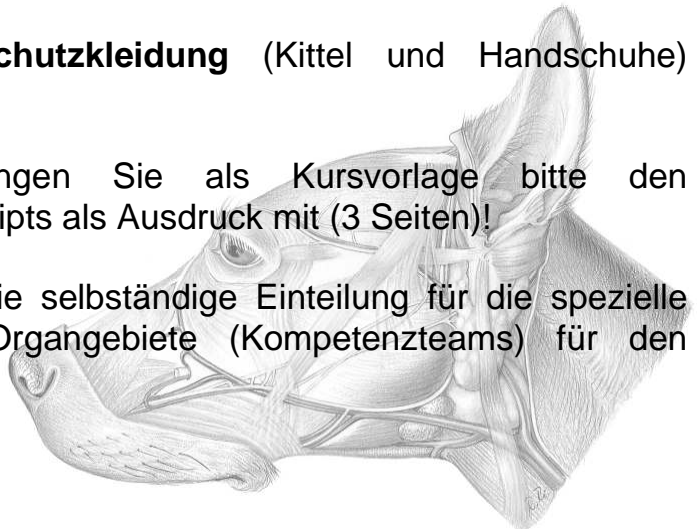 chutzkleidung (Kittel und Handschuhe)
ngen Sie als Kursvorlage bitte den
ipts als Ausdruck mit (3 Seiten)!
ie selbständige Einteilung für die spezielle
Organgebiete (Kompetenzteams) für den